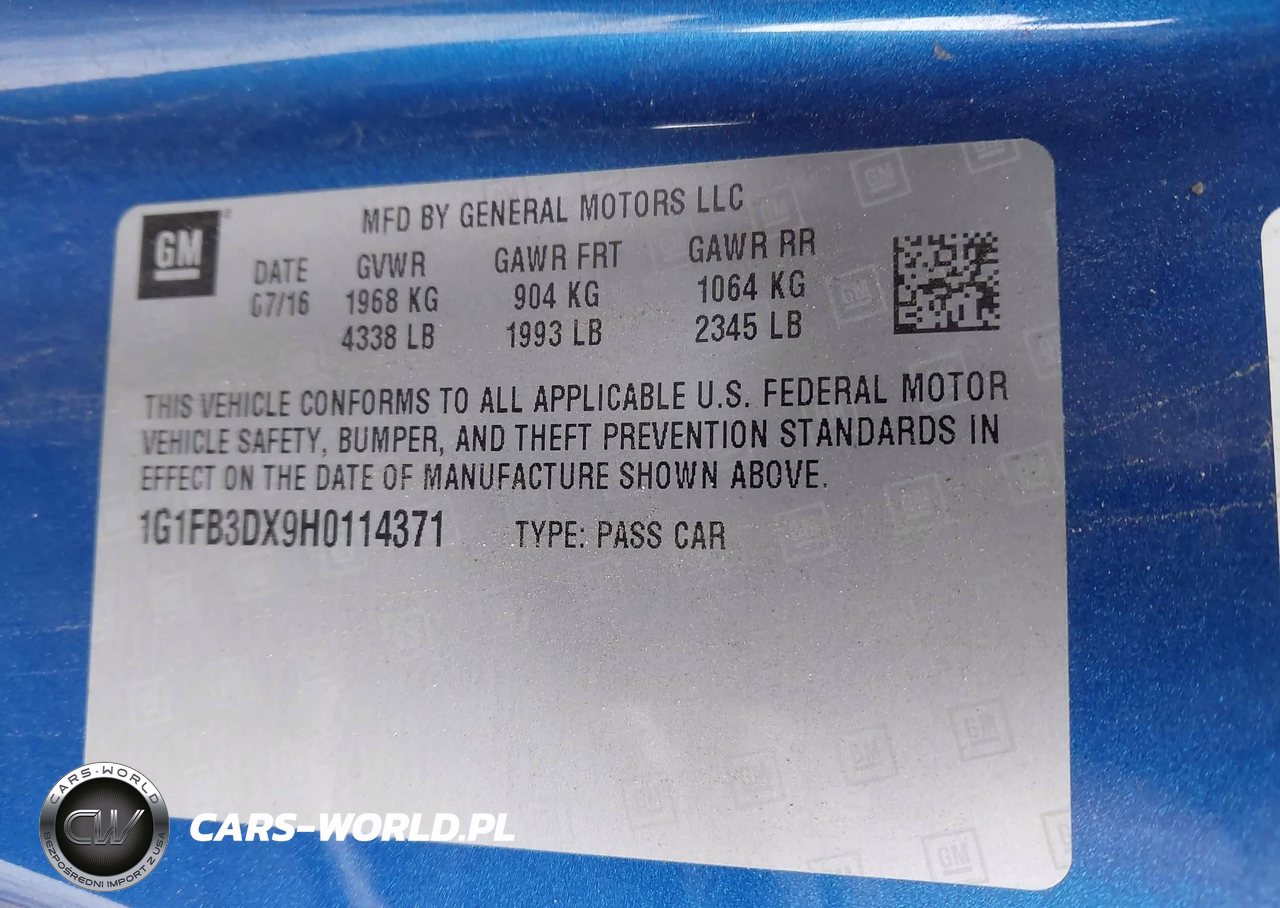 GM
MFD BY GENERAL MOTORS LLC
DATE GVWR GAWR FRT GAWR RR
07/16 1968 KG 904 KG 1064 KG
4338 LB 1993 LB 2345 LB
THIS VEHICLE CONFORMS TO ALL APPLICABLE U.S. FEDERAL MOTOR
VEHICLE SAFETY, BUMPER, AND THEFT PREVENTION STANDARDS IN
EFFECT ON THE DATE OF MANUFACTURE SHOWN ABOVE.
1G1FB3DX9H0114371 TYPE: PASS CAR
CARS-WORLD
CW
BEZPOŚREDNI IMPORT Z USA
CARS-WORLD.PL